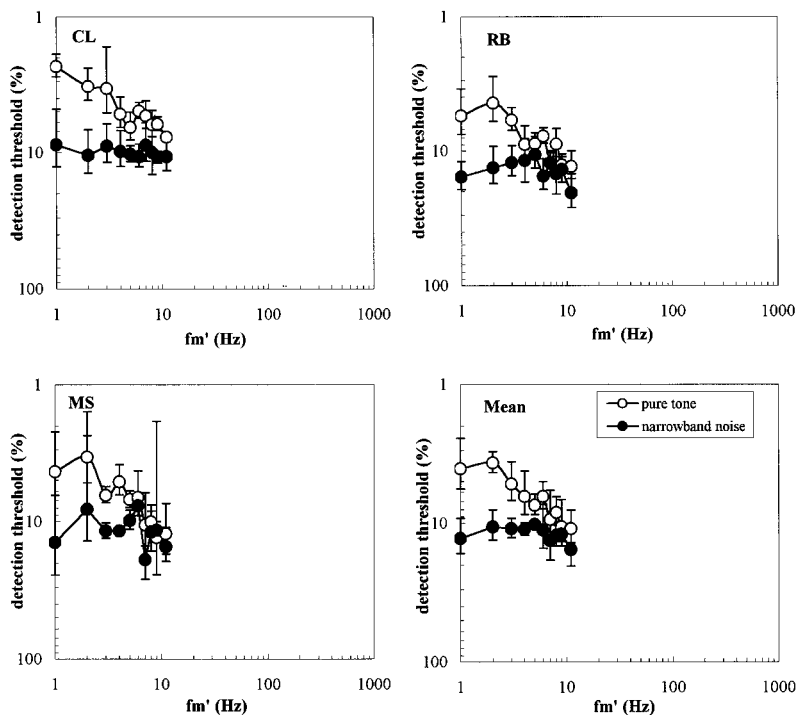 1
CL
10
100
detection threshold (%)
1 10 100 1000
fm' (Hz)
1
RB
10
100
detection threshold (%)
1 10 100 1000
fm' (Hz)
1
MS
10
100
detection threshold (%)
1 10 100 1000
fm' (Hz)
1
Mean
pure tone
narrowband noise
10
100
detection threshold (%)
1 10 100 1000
fm' (Hz)